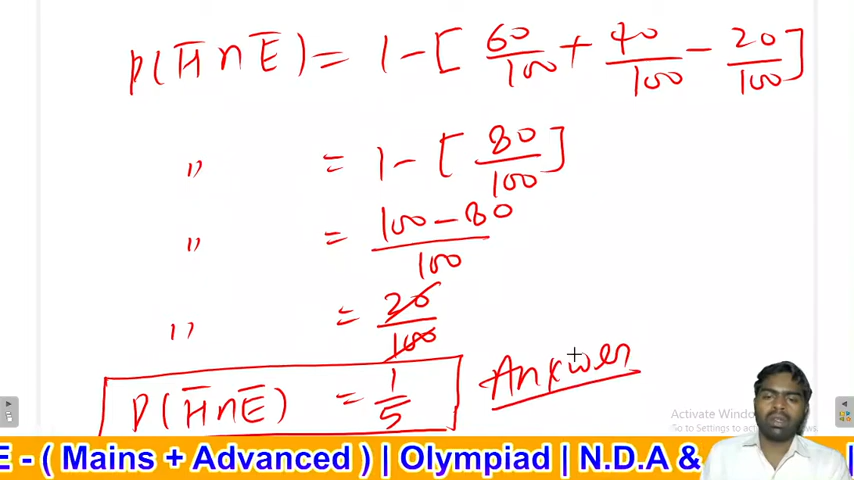 P(H̅∩E̅) = 1-[60/100 + 40/100 - 20/100]
" = 1-[80/100]
" = 100-80/100
" = 20/100
P(H̅∩E̅) = 1/5 Answer
Activate Windo
Go to Settings to act
E - ( Mains + Advanced ) | Olympiad | N.D.A &